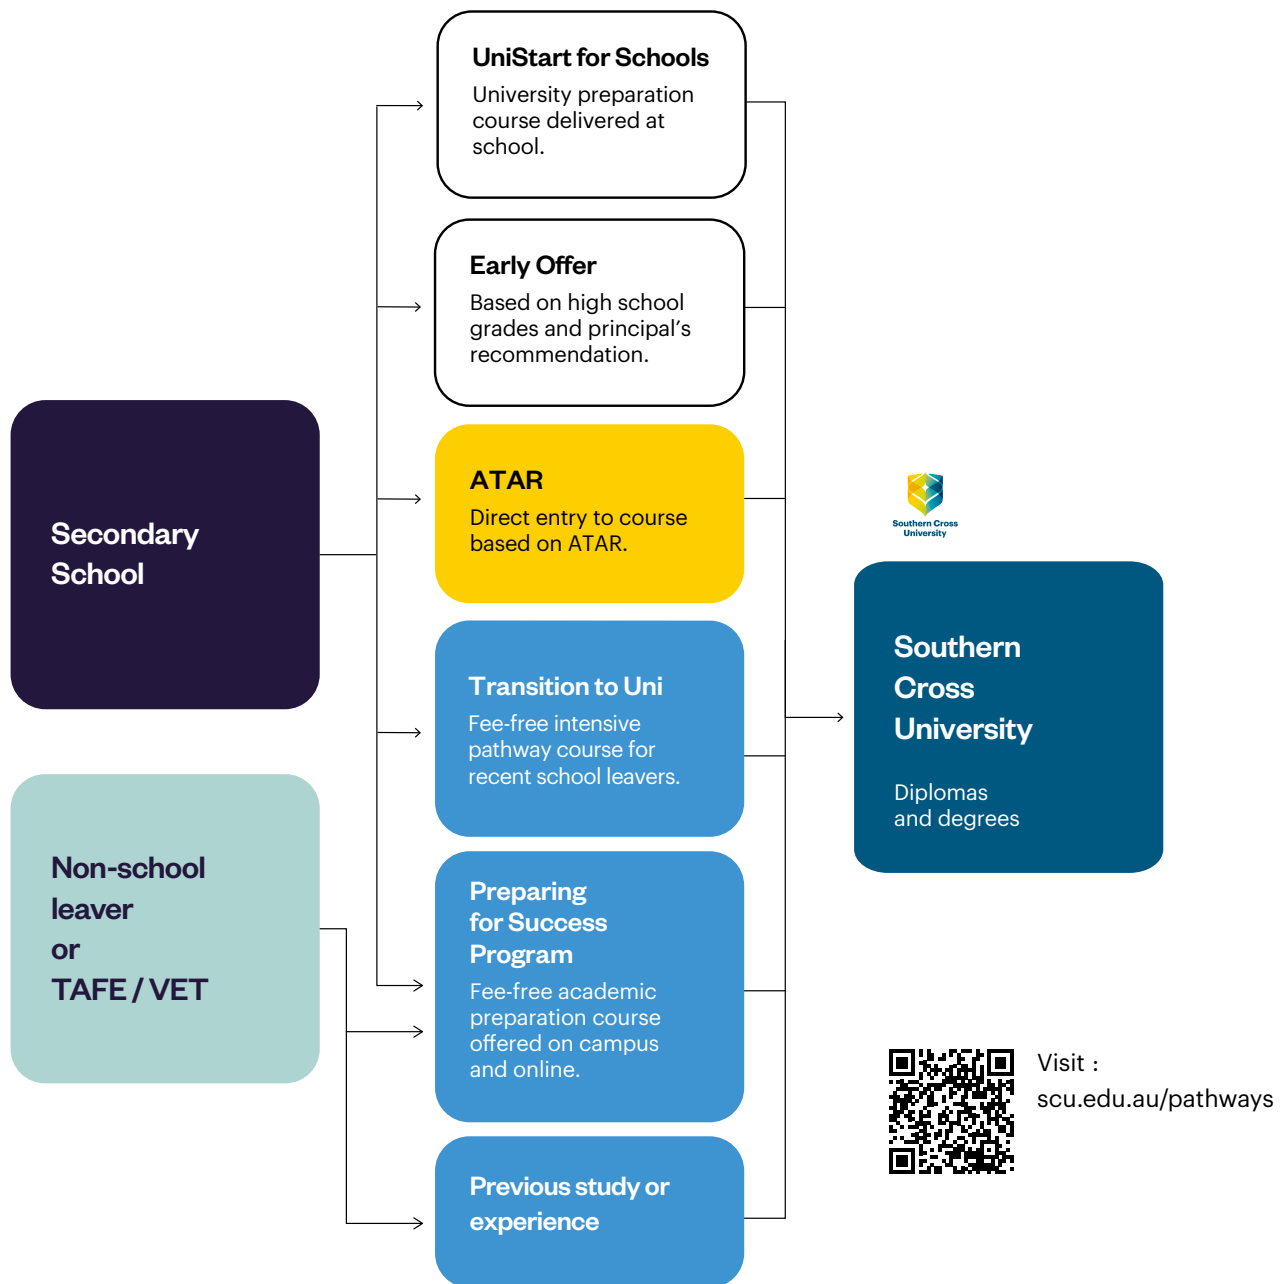 UniStart for Schools
University preparation
course delivered at
school.
Early Offer
Based on high school
grades and principal's
recommendation.
Secondary
School
ATAR
Direct entry to course
based on ATAR.
Southern Cross
University
Transition to Uni
Fee-free intensive
pathway course for
recent school leavers.
Southern
Cross
University
Diplomas
and degrees
Non-school
leaver
or
TAFE / VET
Preparing
for Success
Program
Fee-free academic
preparation course
offered on campus
and online.
Previous study or
experience
Visit :
scu.edu.au/pathways